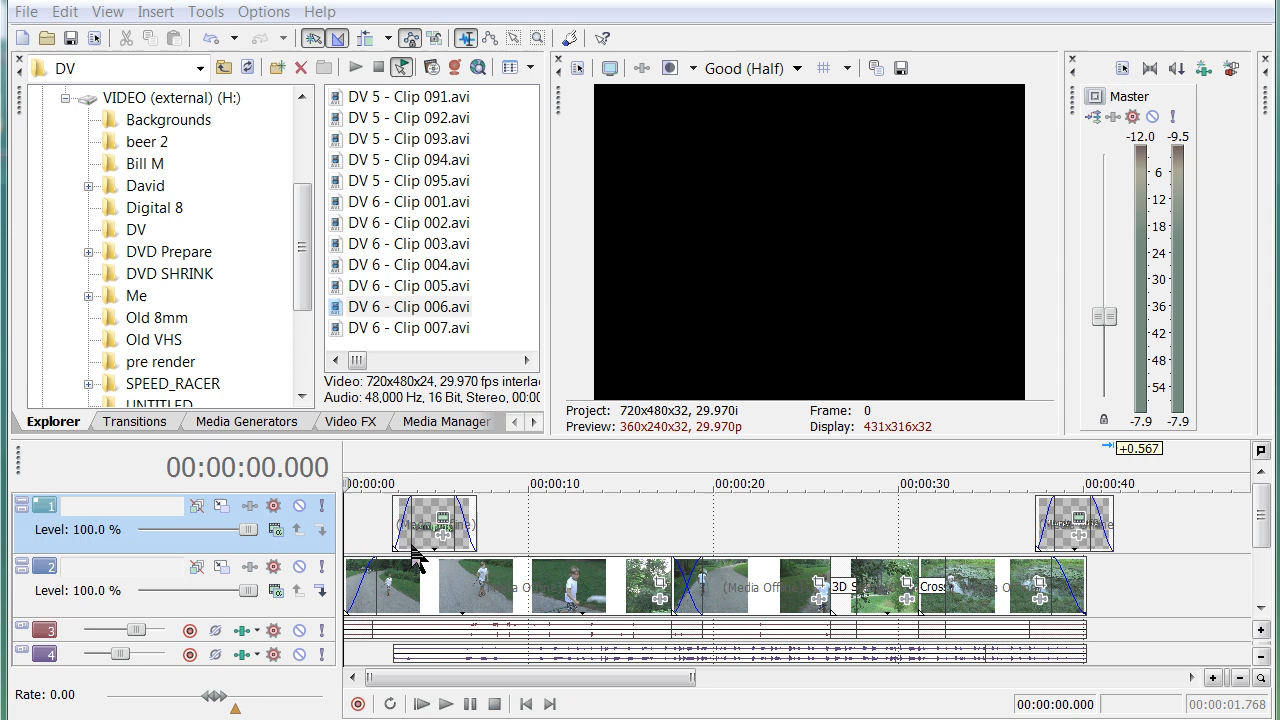 File Edit View Insert Tools Options Help
DV
Good (Half)
VIDEO (external) (H:)
Backgrounds
beer 2
Bill M
David
Digital 8
DV
DVD Prepare
DVD SHRINK
Me
Old 8mm
Old VHS
pre render
SPEED_RACER
UNTITLED
DV 5 - Clip 091.avi
DV 5 - Clip 092.avi
DV 5 - Clip 093.avi
DV 5 - Clip 094.avi
DV 5 - Clip 095.avi
DV 6 - Clip 001.avi
DV 6 - Clip 002.avi
DV 6 - Clip 003.avi
DV 6 - Clip 004.avi
DV 6 - Clip 005.avi
DV 6 - Clip 006.avi
DV 6 - Clip 007.avi
Video: 720x480x24, 29.970 fps interla
Audio: 48,000 Hz, 16 Bit, Stereo, 00:00
Explorer Transitions Media Generators Video FX Media Manager
Project: 720x480x32, 29.970i Frame: 0
Preview: 360x240x32, 29.970p Display: 431x316x32
Master
-12.0 -9.5
6
12
18
24
30
36
42
48
54
-7.9 -7.9
00:00:00.000
+0.567
00:00:00 00:00:10 00:00:20 00:00:30 00:00:40
1
Level: 100.0 %
2
Level: 100.0 %
(Media Off
3D S
Cros
3
4
Rate: 0.00
00:00:00.000
00:00:01.768